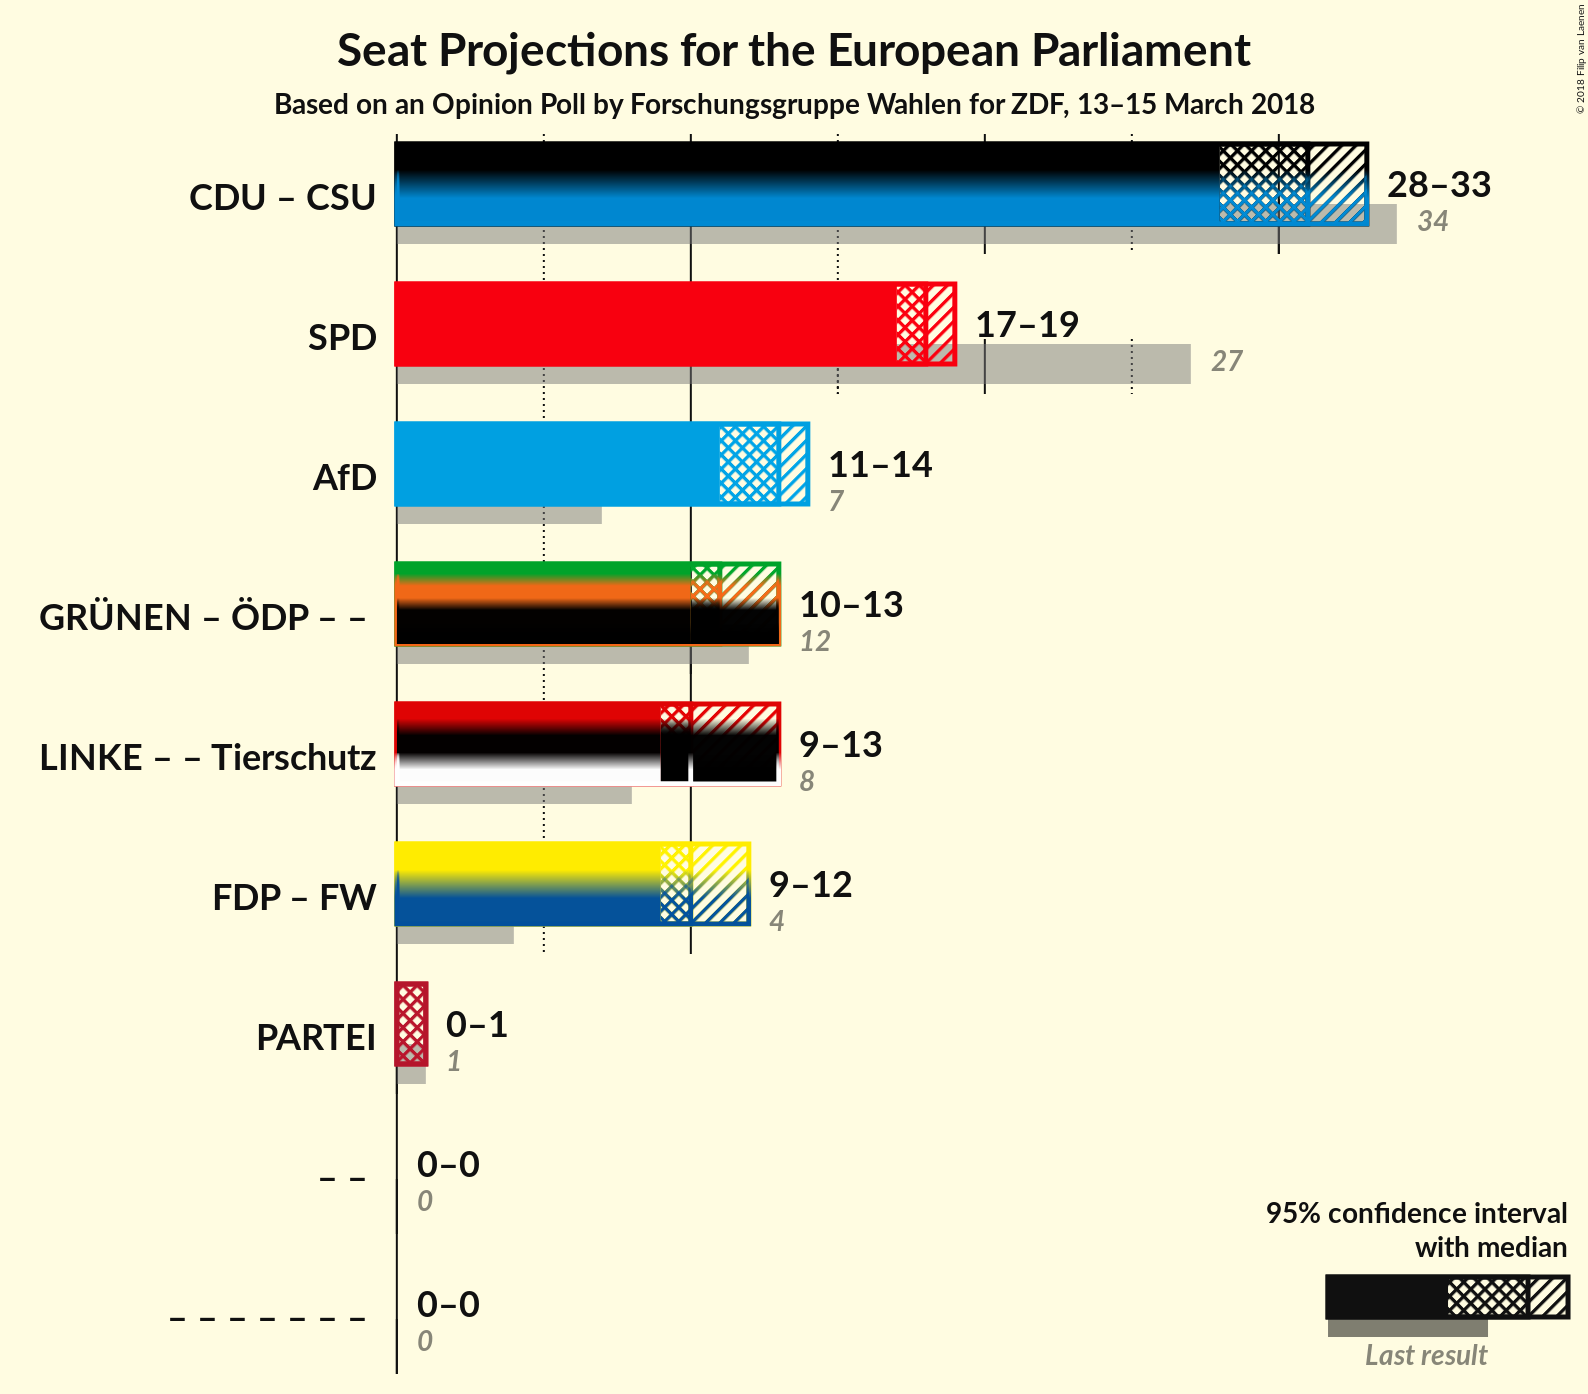 Seat Projections for the European Parliament
Based on an Opinion Poll by Forschungsgruppe Wahlen for ZDF, 13–15 March 2018
© 2018 Filip van Laenen
CDU – CSU
28–33
34
SPD
17–19
27
AfD
11–14
7
GRÜNEN – ÖDP – –
10–13
12
LINKE – – Tierschutz
9–13
8
FDP – FW
9–12
4
PARTEI
0–1
1
– –
0–0
0
– – – – – – –
0–0
0
95% confidence interval
with median
Last result